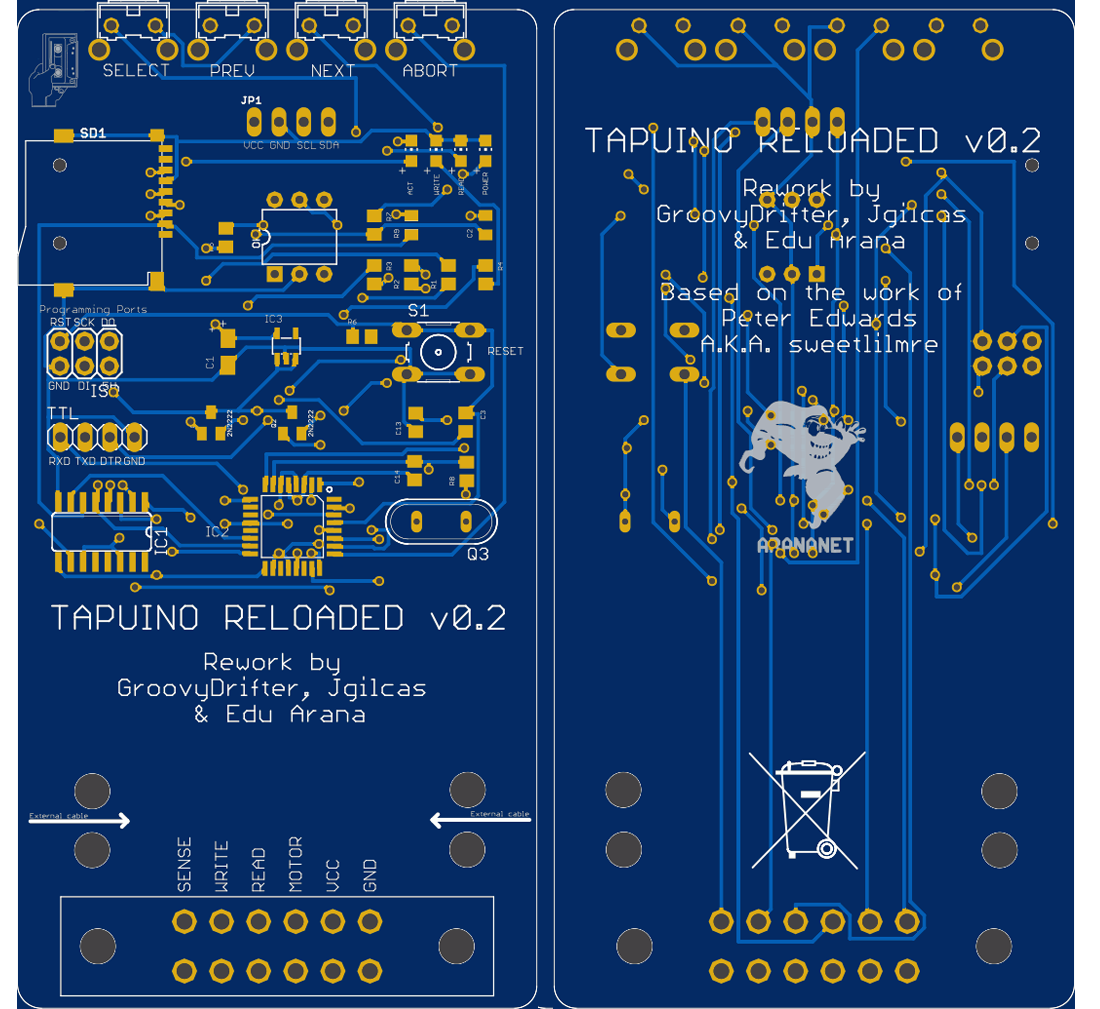 SELECT PREV NEXT ABORT
JP1
VCC GND SCL SDA
SD1
ACT WRITE READ POWER
R7
R9
C2
R3
R2
R1
R4
Programming Ports
RST SCK DO
GND DI 5V
IS
C1
IC3
R6
S1
RESET
TTL
RXD TXD DTR GND
2N2222
Q2
2N2222
C13
C3
C14
R8
IC1
IC2
Q3
TAPUINO RELOADED v0.2
Rework by
GroovyDrifter, Jgilcas
& Edu Arana
External cable
External cable
SENSE
WRITE
READ
MOTOR
VCC
GND
TAPUINO RELOADED v0.2
Rework by
GroovyDrifter, Jgilcas
& Edu Arana
Based on the work of
Peter Edwards
A.K.A. sweetlilmre
ARANANET